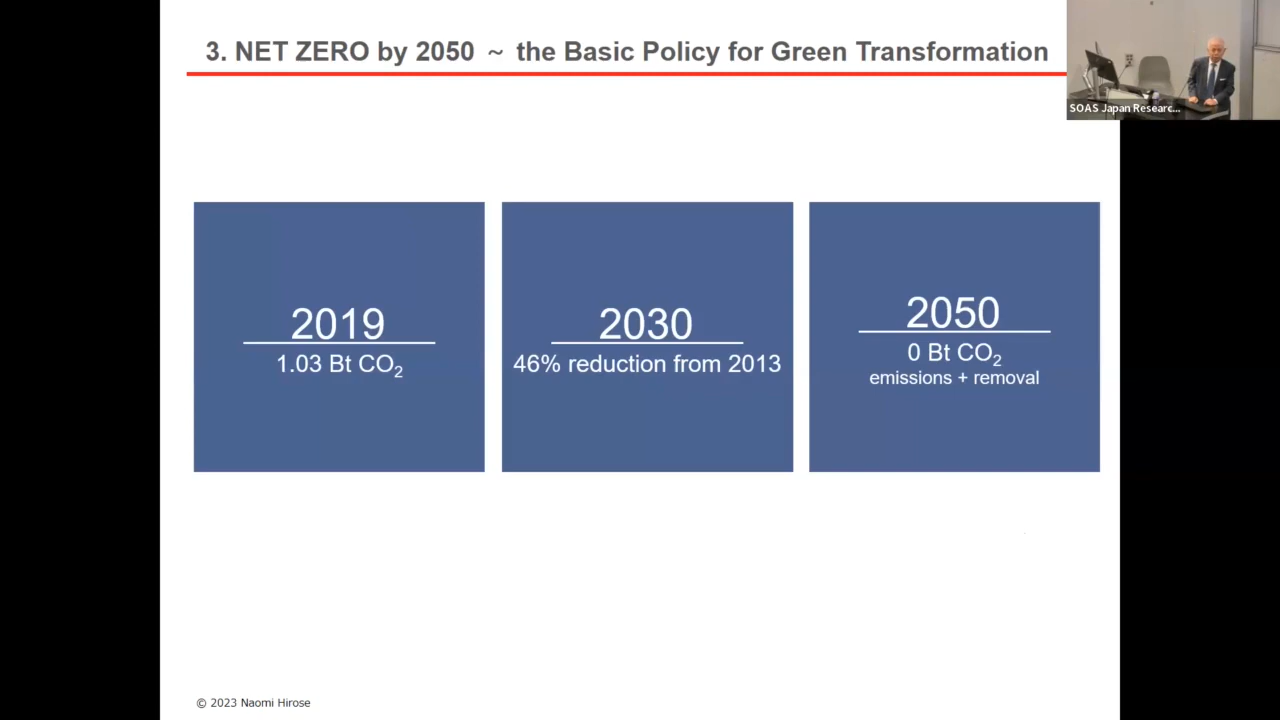 3. NET ZERO by 2050 ~ the Basic Policy for Green Transformation
SOAS Japan Researc...
2019
1.03 Bt CO₂
2030
46% reduction from 2013
2050
0 Bt CO₂
emissions + removal
© 2023 Naomi Hirose